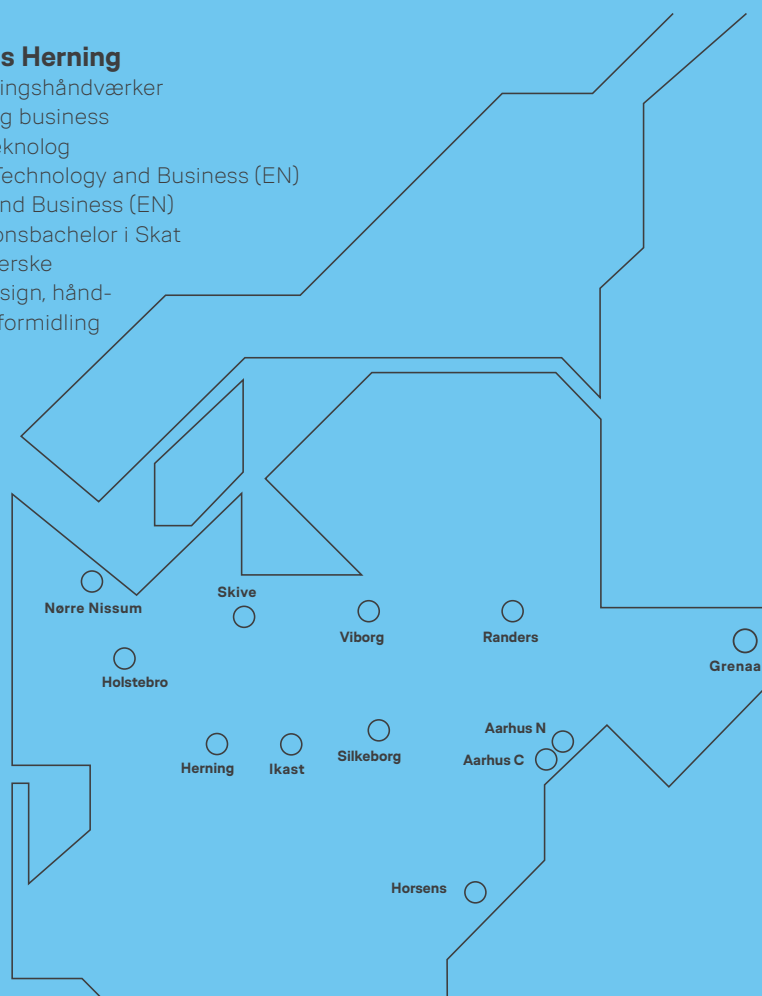 s Herning
ingshåndværker
g business
eknolog
Technology and Business (EN)
nd Business (EN)
onsbachelor i Skat
erske
sign, hånd-
formidling
Skive
Nørre Nissum
Viborg
Randers
Grenaa
Holstebro
Aarhus N
Silkeborg
Aarhus C
Herning
Ikast
Horsens